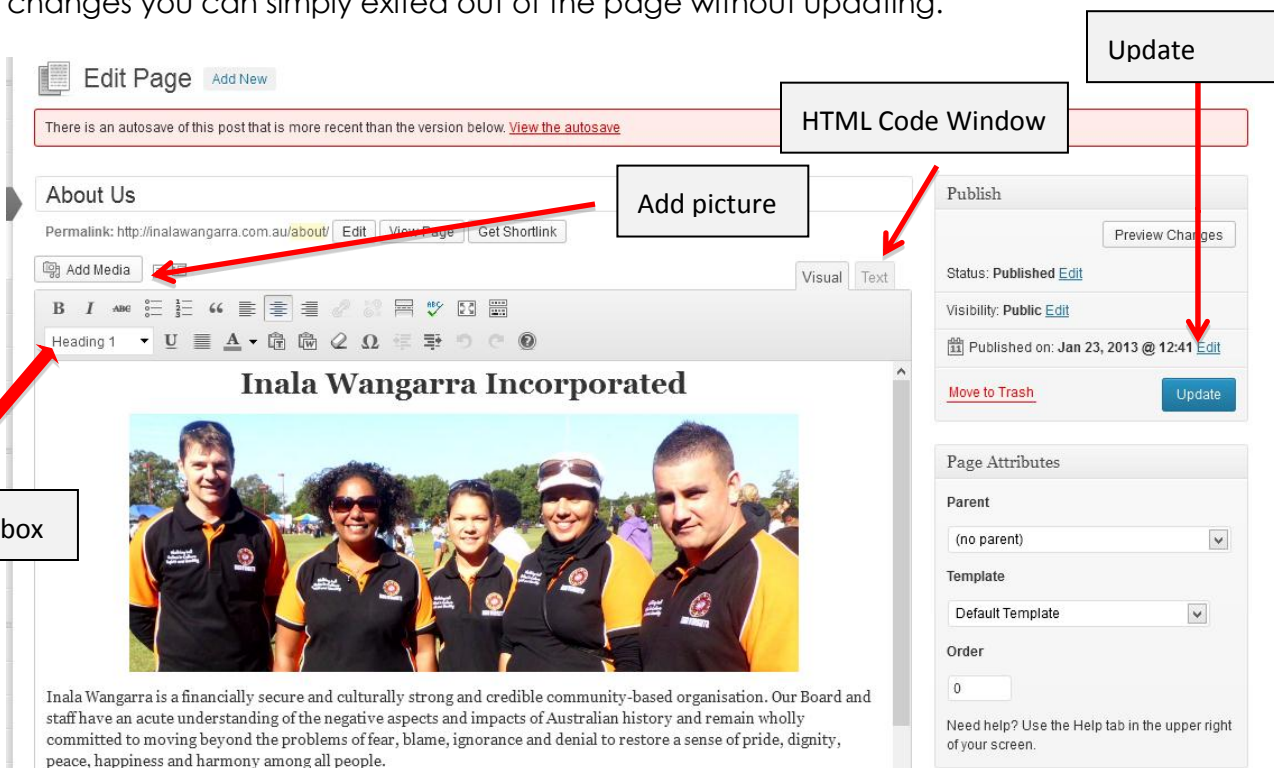 changes you can simply exited out of the page without updating.
Update
Edit Page Add New
HTML Code Window
There is an autosave of this post that is more recent than the version below. View the autosave
Add picture
About Us
Permalink: http://inalawangarra.com.au/about/ Edit View Page Get Shortlink
Add Media
Visual Text
B I ABC
ABC
Heading 1 U A T W Ω
Inala Wangarra Incorporated
box
Inala Wangarra is a financially secure and culturally strong and credible community-based organisation. Our Board and
staff have an acute understanding of the negative aspects and impacts of Australian history and remain wholly
committed to moving beyond the problems of fear, blame, ignorance and denial to restore a sense of pride, dignity,
peace, happiness and harmony among all people.
Publish
Preview Changes
Status: Published Edit
Visibility: Public Edit
11 Published on: Jan 23, 2013 @ 12:41 Edit
Move to Trash Update
Page Attributes
Parent
(no parent)
Template
Default Template
Order
0
Need help? Use the Help tab in the upper right
of your screen.